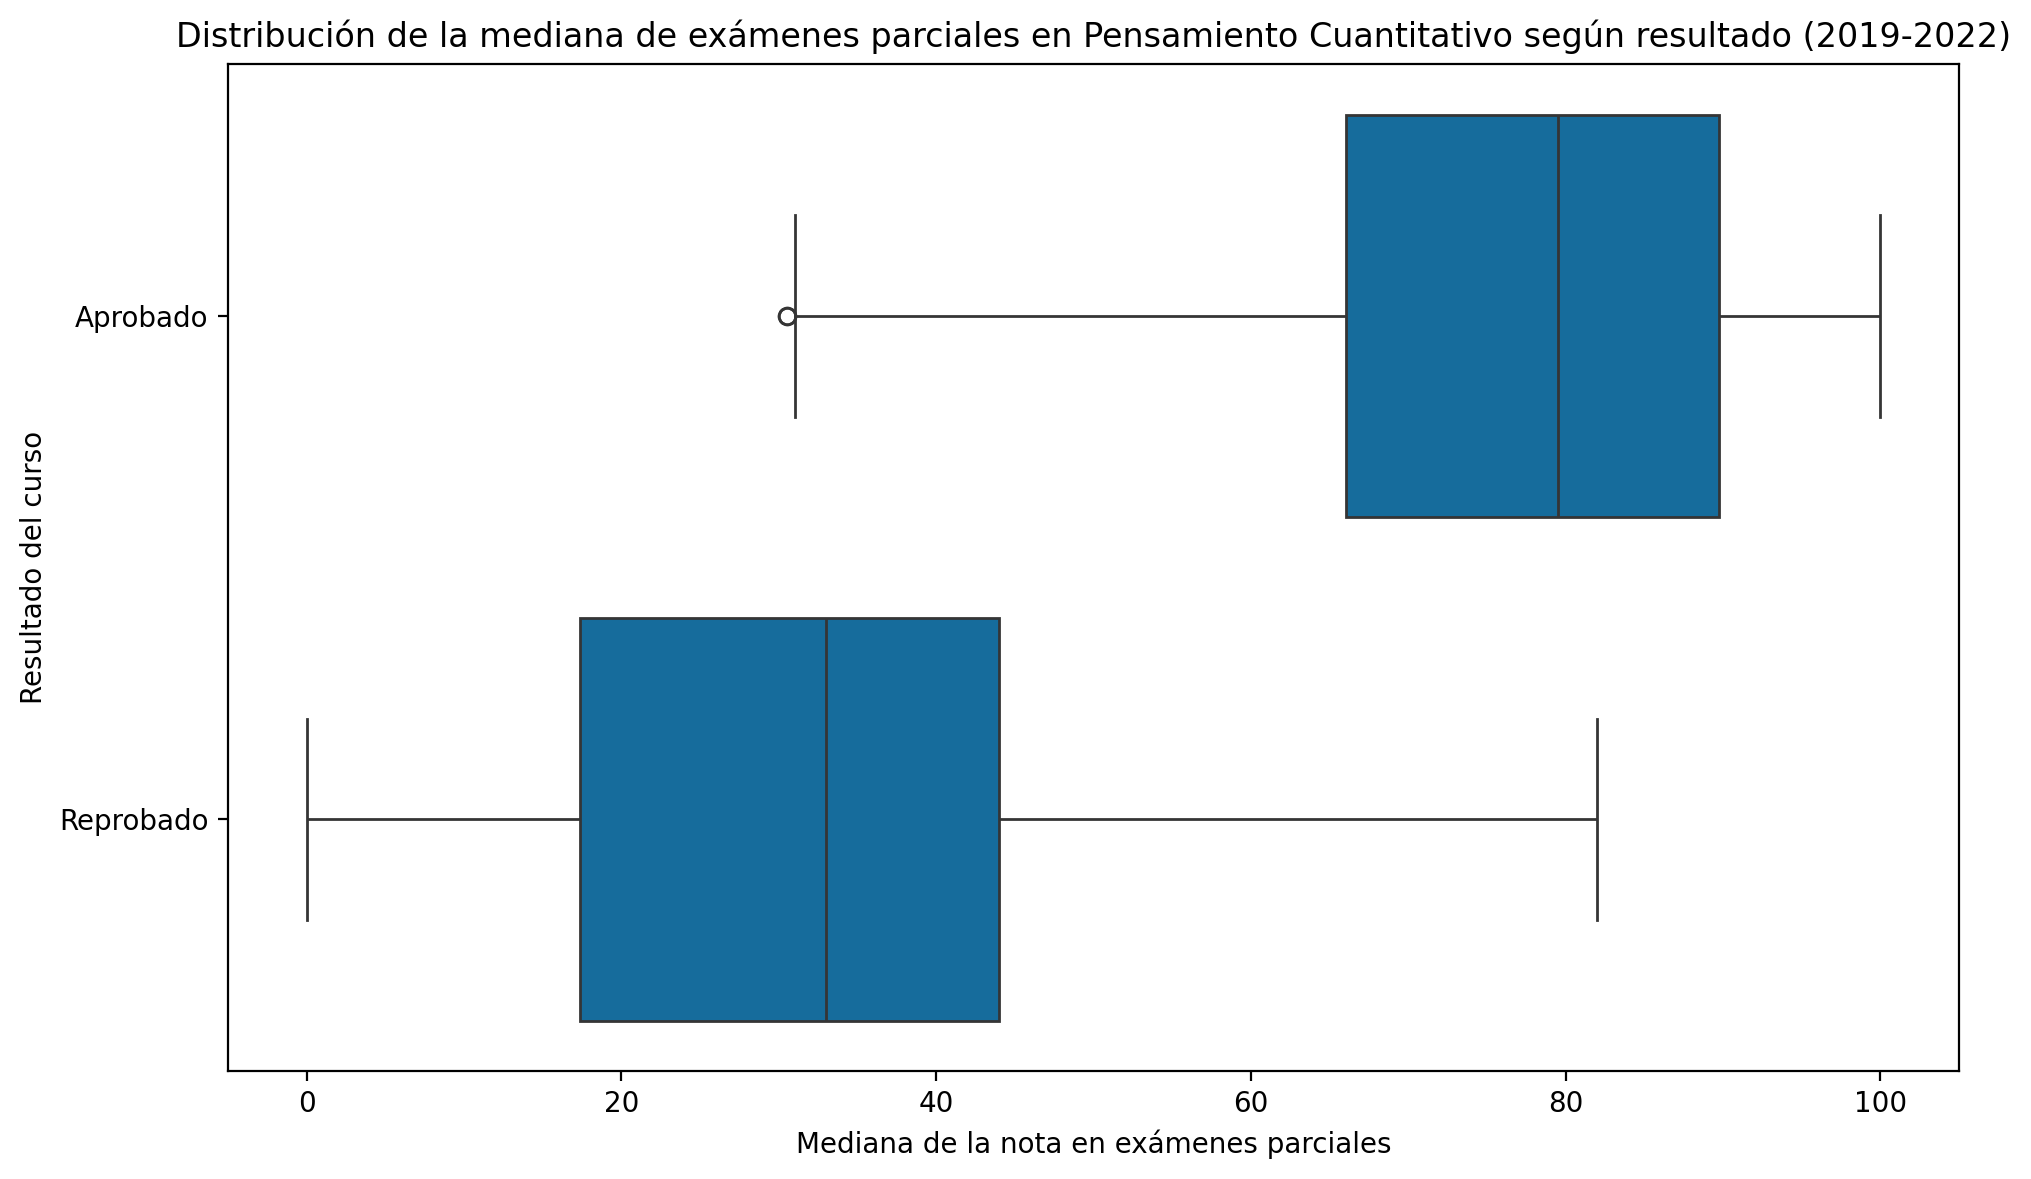 Distribución de la mediana de exámenes parciales en Pensamiento Cuantitativo según resultado (2019-2022)
Resultado del curso
Aprobado
Reprobado
0 20 40 60 80 100
Mediana de la nota en exámenes parciales